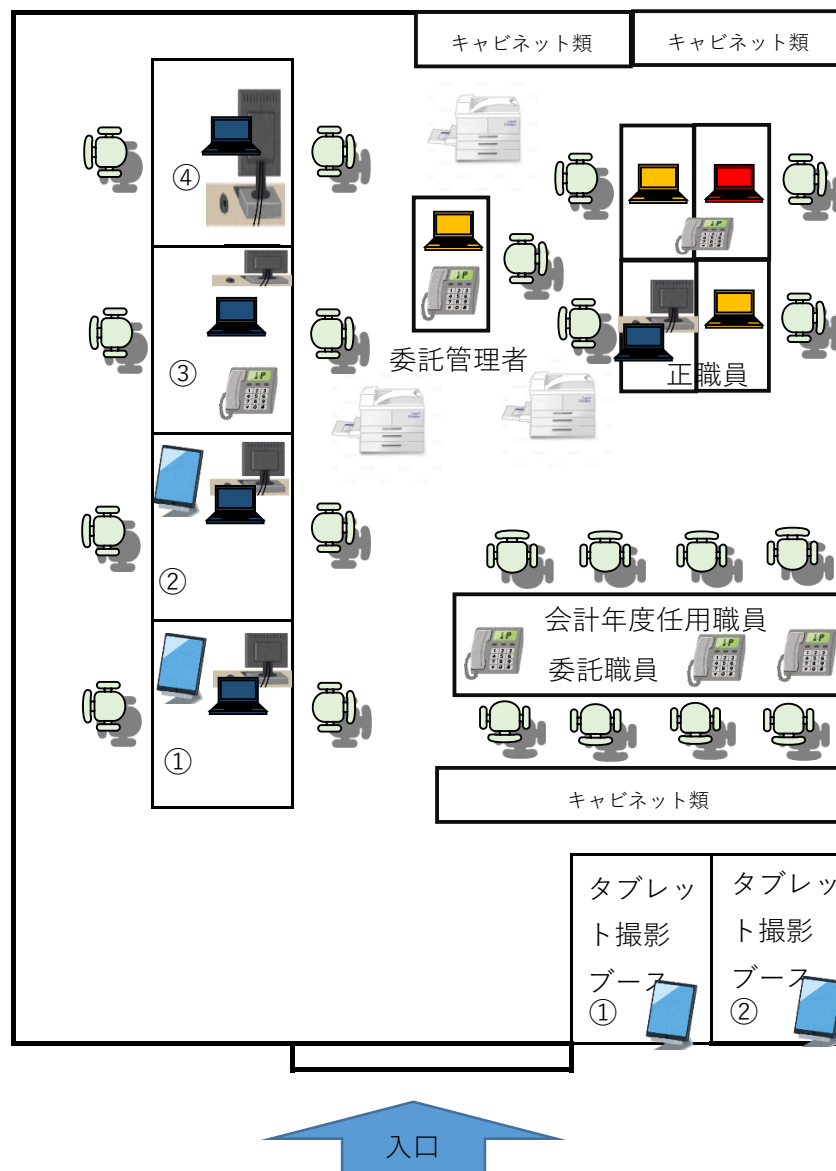 キャビネット類
キャビネット類
④
委託管理者
③
正職員
②
会計年度任用職員
委託職員
①
キャビネット類
タブレッ
ト撮影
ブース
①
タブレッ
ト撮影
ブース
②
入口